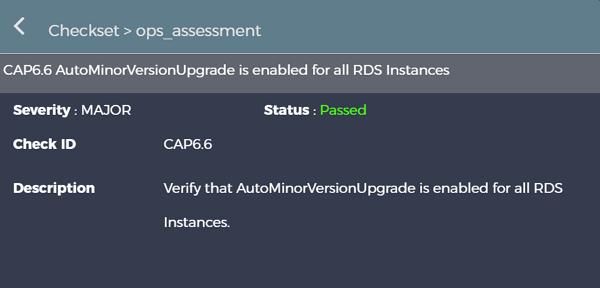 Checkset > ops_assessment
CAP6.6 AutoMinorVersionUpgrade is enabled for all RDS Instances
Severity : MAJOR Status : Passed
Check ID CAP6.6
Description Verify that AutoMinorVersionUpgrade is enabled for all RDS
Instances.